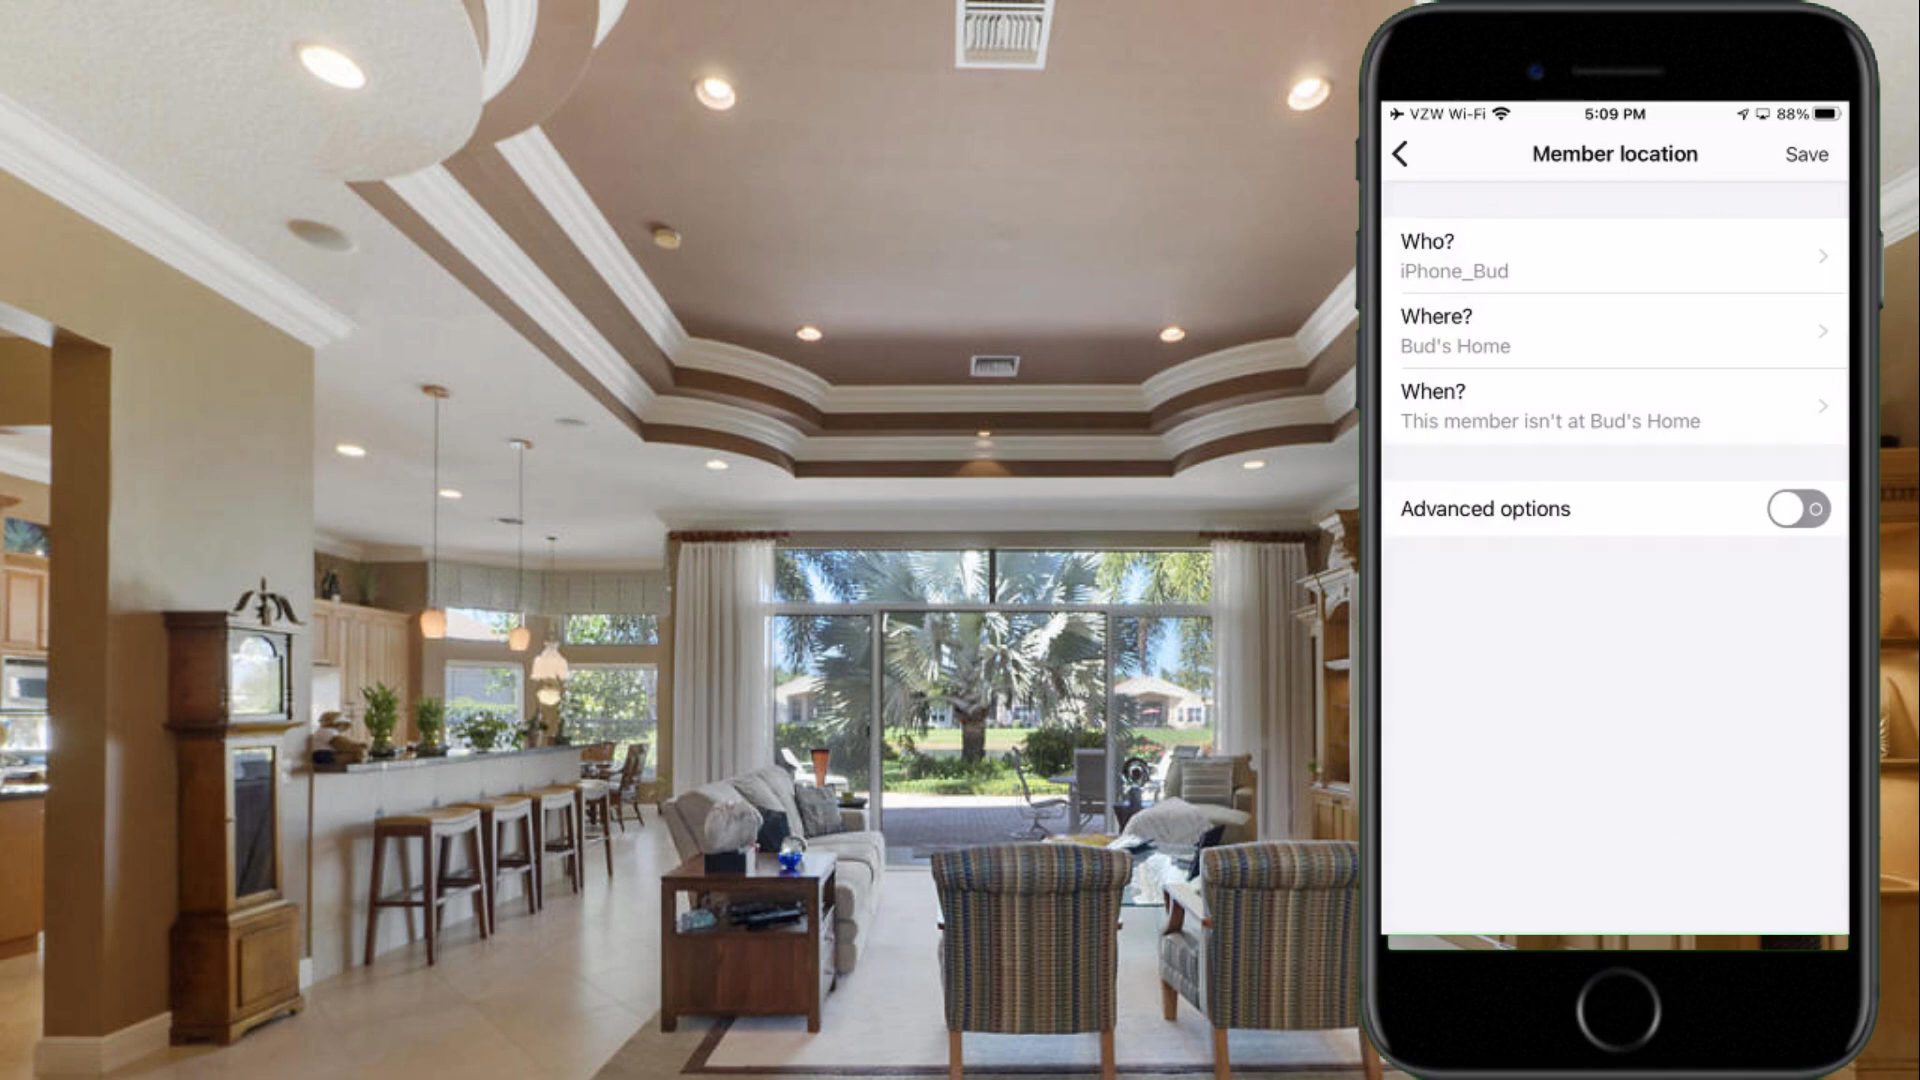 VZW Wi-Fi 5:09 PM 88%
Member location Save
Who?
iPhone_Bud
Where?
Bud's Home
When?
This member isn't at Bud's Home
Advanced options